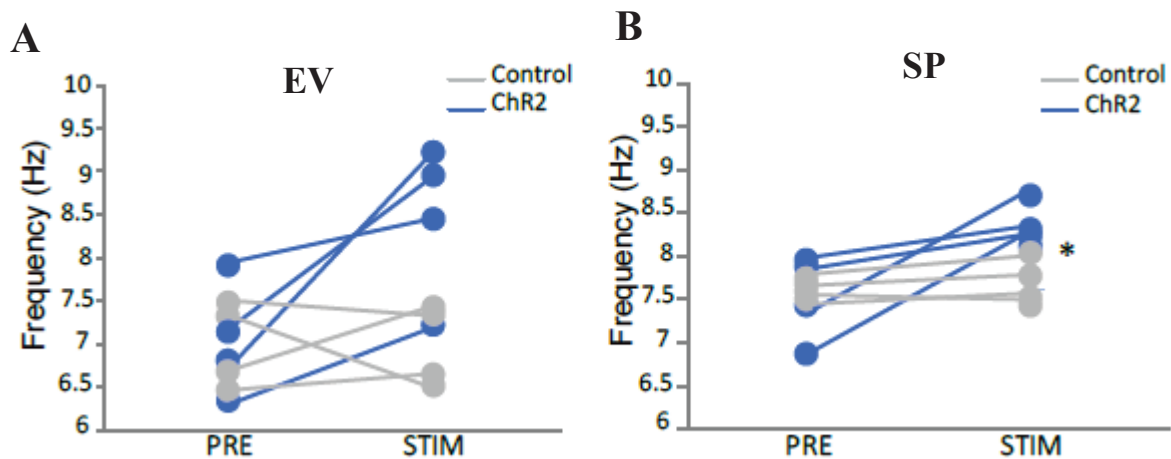 A
EV
Control
ChR2
Frequency (Hz)
10
9.5
9
8.5
8
7.5
7
6.5
6
PRE
STIM
B
SP
Control
ChR2
Frequency (Hz)
10
9.5
9
8.5
8
7.5
7
6.5
6
*
PRE
STIM